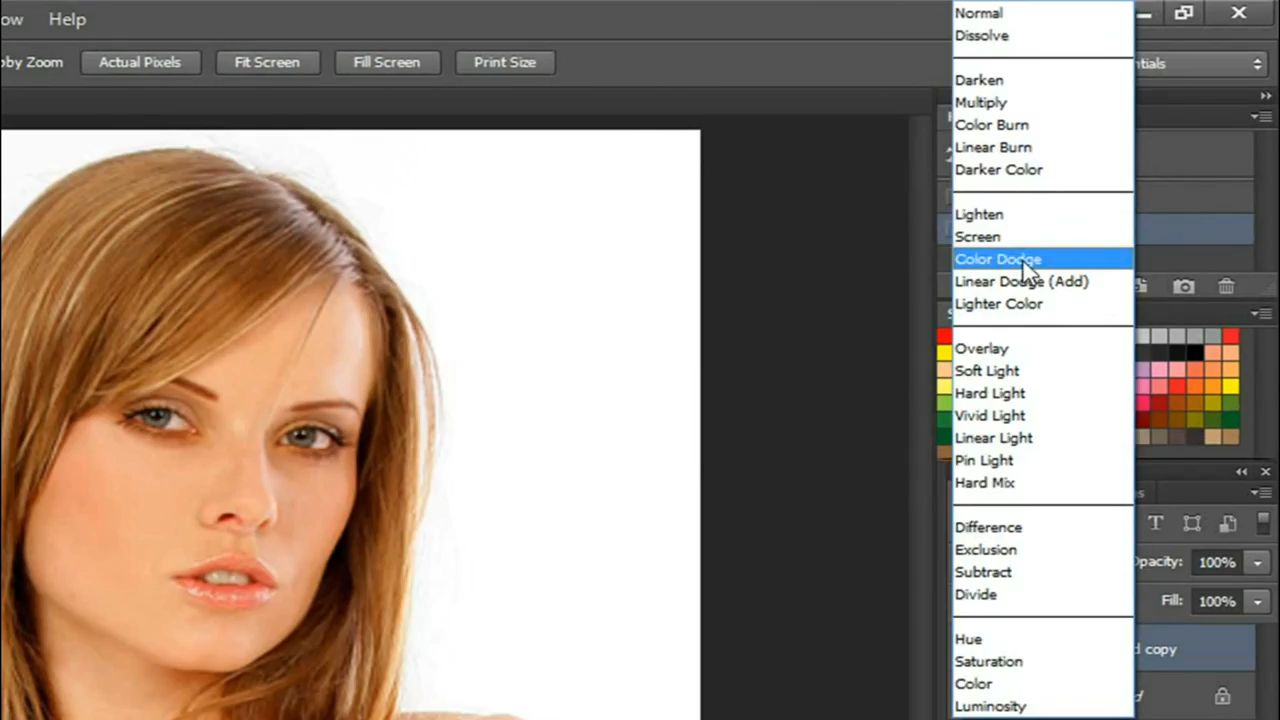 ow Help
by Zoom Actual Pixels Fit Screen Fill Screen Print Size
Normal
Dissolve
ntials
Darken
Multiply
Color Burn
Linear Burn
Darker Color
Lighten
Screen
Color Dodge
Linear Dodge (Add)
Lighter Color
Overlay
Soft Light
Hard Light
Vivid Light
Linear Light
Pin Light
Hard Mix
Difference
Exclusion
Subtract
Divide
Opacity: 100%
Fill: 100%
Hue
Saturation
Color
Luminosity
d copy